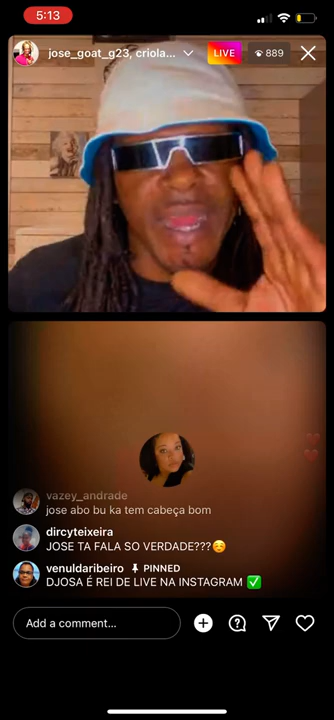 5:13
jose_goat_g23, criola...
LIVE
889
vazey_andrade
jose abo bu ka tem cabeça bom
dircyteixeira
JOSE TA FALA SO VERDADE???☺️
venuldaribeiro PINNED
DJOSA É REI DE LIVE NA INSTAGRAM ✅
Add a comment...